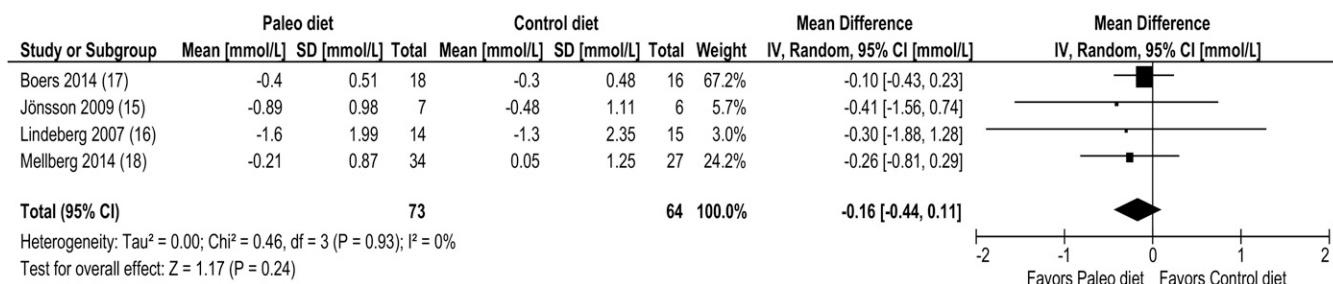 Paleo diet Control diet Mean Difference Mean Difference
Study or Subgroup Mean [mmol/L] SD [mmol/L] Total Mean [mmol/L] SD [mmol/L] Total Weight IV, Random, 95% CI [mmol/L] IV, Random, 95% CI [mmol/L]
Boers 2014 (17) -0.4 0.51 18 -0.3 0.48 16 67.2% -0.10 [-0.43, 0.23]
Jönsson 2009 (15) -0.89 0.98 7 -0.48 1.11 6 5.7% -0.41 [-1.56, 0.74]
Lindeberg 2007 (16) -1.6 1.99 14 -1.3 2.35 15 3.0% -0.30 [-1.88, 1.28]
Mellberg 2014 (18) -0.21 0.87 34 0.05 1.25 27 24.2% -0.26 [-0.81, 0.29]
Total (95% CI) 73 64 100.0% -0.16 [-0.44, 0.11]
Heterogeneity: Tau² = 0.00; Chi² = 0.46, df = 3 (P = 0.93); I² = 0%
Test for overall effect: Z = 1.17 (P = 0.24)
-2 -1 0 1 2
Favors Paleo diet Favors Control diet